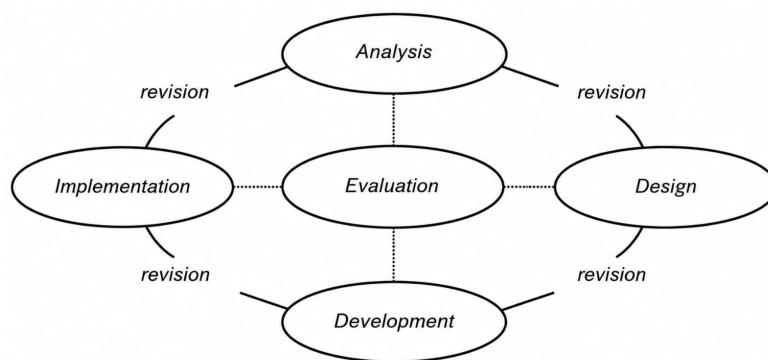 Analysis
revision
revision
Implementation
Evaluation
Design
revision
revision
Development